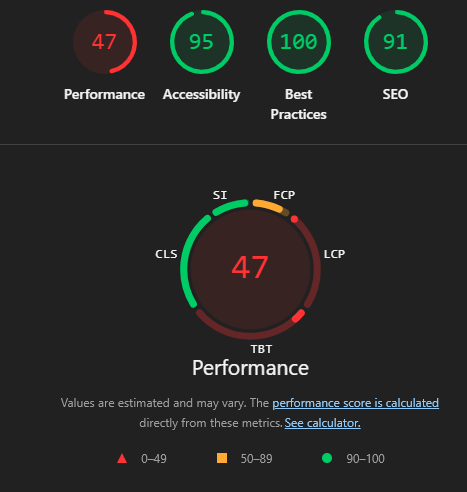 47 95 100 91
Performance Accessibility Best Practices SEO
SI FCP
CLS LCP
47
TBT
Performance
Values are estimated and may vary. The performance score is calculated
directly from these metrics. See calculator.
0–49 50–89 90–100